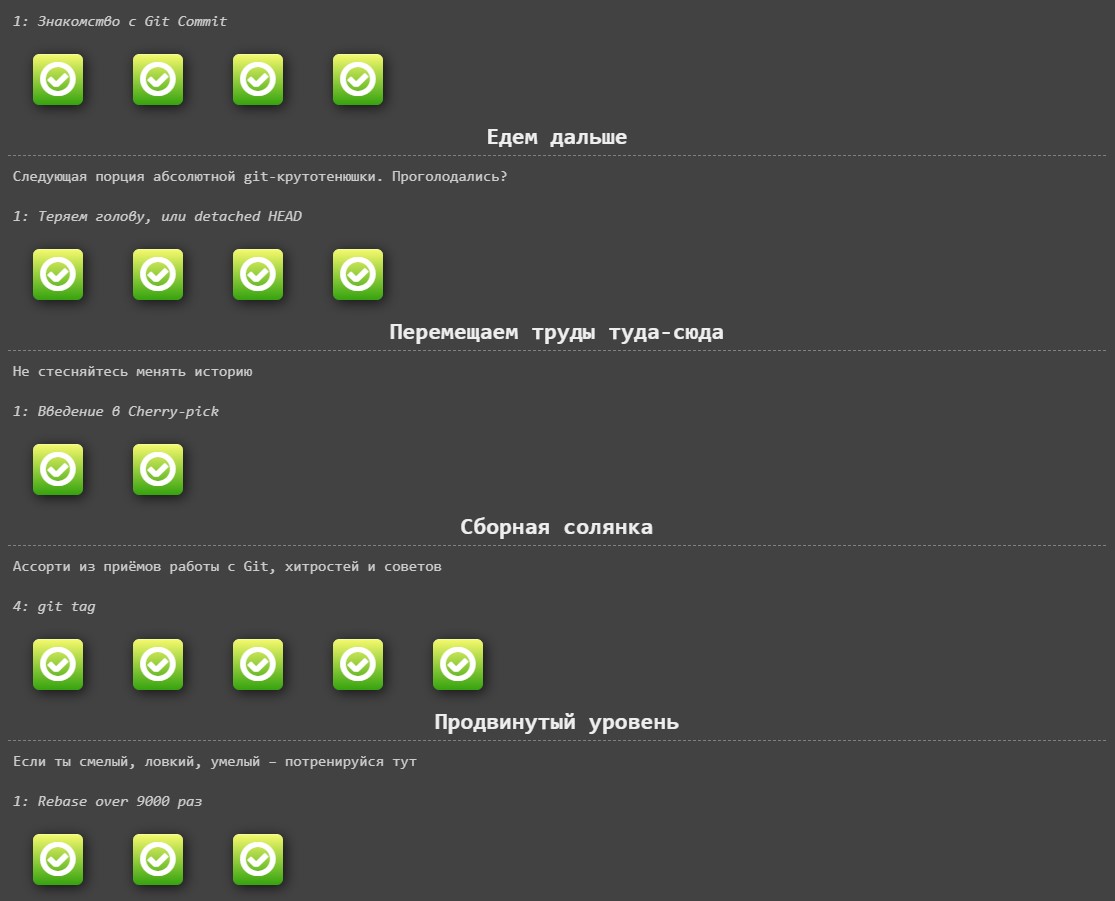 1: Знакомство с Git Commit
Едем дальше
Следующая порция абсолютной git-крутотенюшки. Проголодались?
1: Теряем голову, или detached HEAD
Перемещаем труды туда-сюда
Не стесняйтесь менять историю
1: Введение в Cherry-pick
Сборная солянка
Ассорти из приёмов работы с Git, хитростей и советов
4: git tag
Продвинутый уровень
Если ты смелый, ловкий, умелый – потренируйся тут
1: Rebase over 9000 раз